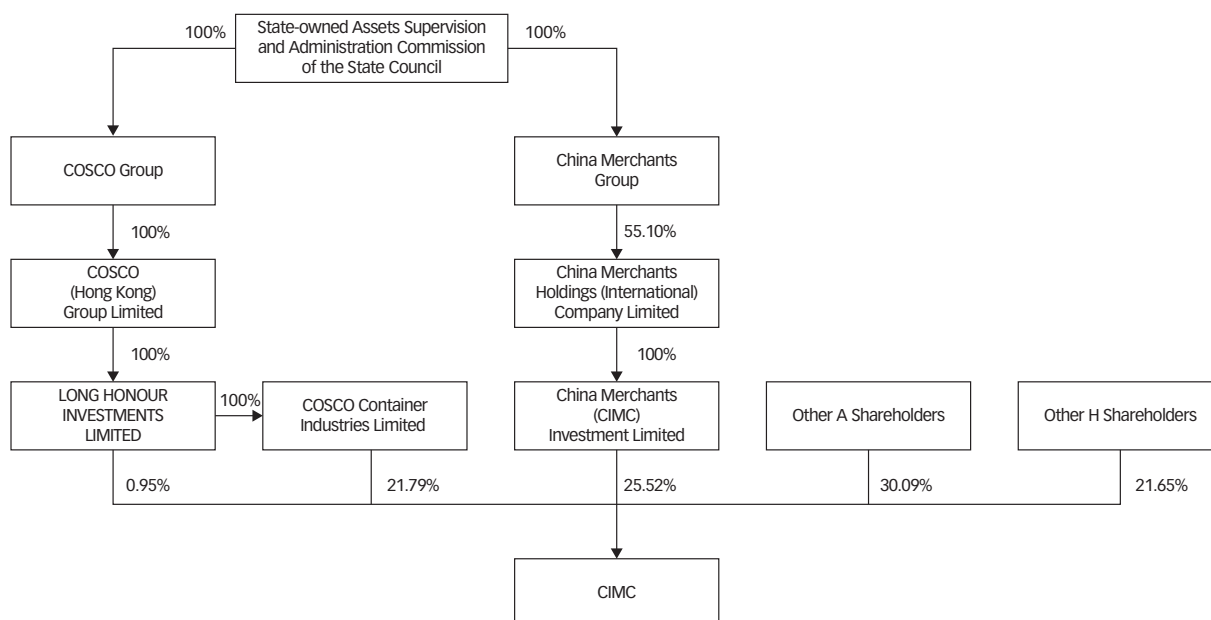 100%
State-owned Assets Supervision
and Administration Commission
of the State Council
100%
COSCO Group
China Merchants
Group
100%
55.10%
COSCO
(Hong Kong)
Group Limited
China Merchants
Holdings (International)
Company Limited
100%
100%
LONG HONOUR
INVESTMENTS
LIMITED
100%
COSCO Container
Industries Limited
China Merchants
(CIMC)
Investment Limited
Other A Shareholders
Other H Shareholders
0.95%
21.79%
25.52%
30.09%
21.65%
CIMC